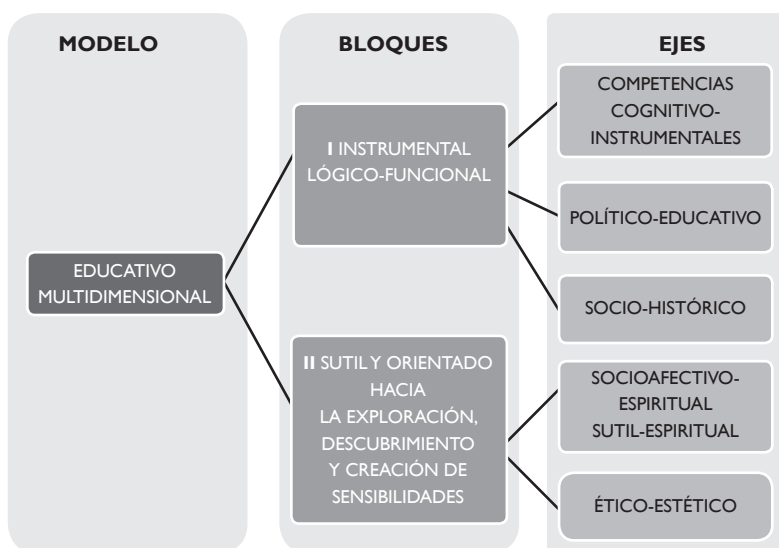 MODELO
BLOQUES
EJES
EDUCATIVO
MULTIDIMENSIONAL
I INSTRUMENTAL
LÓGICO-FUNCIONAL
II SUTIL Y ORIENTADO
HACIA
LA EXPLORACIÓN,
DESCUBRIMIENTO
Y CREACIÓN DE
SENSIBILIDADES
COMPETENCIAS
COGNITIVO-
INSTRUMENTALES
POLÍTICO-EDUCATIVO
SOCIO-HISTÓRICO
SOCIOAFECTIVO-
ESPIRITUAL
SUTIL-ESPIRITUAL
ÉTICO-ESTÉTICO